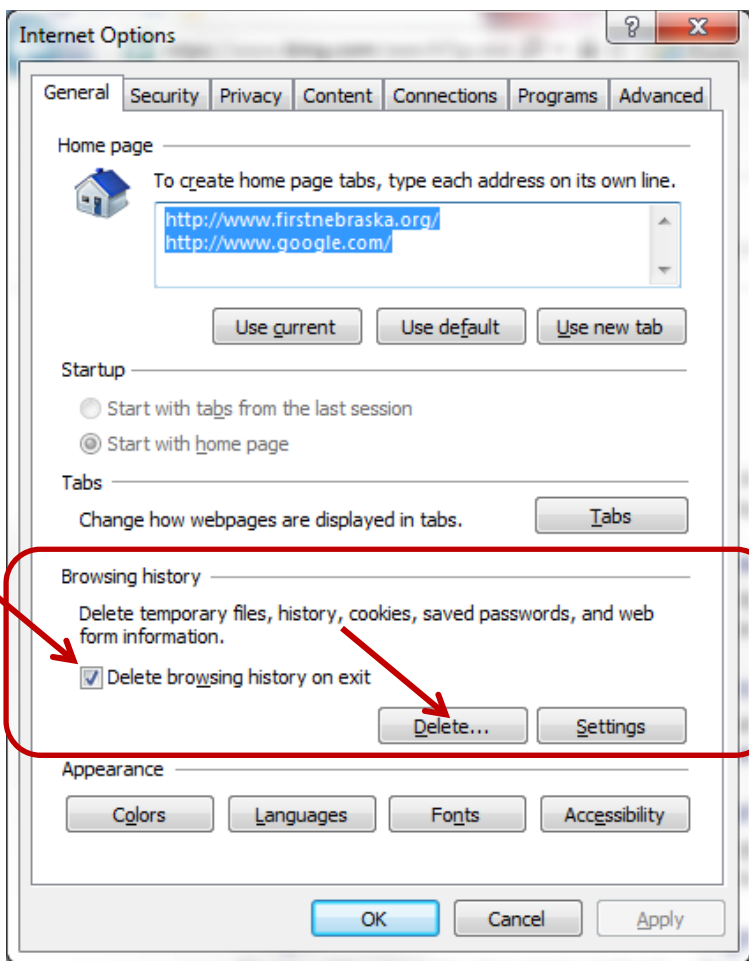 Internet Options
General Security Privacy Content Connections Programs Advanced
Home page
To create home page tabs, type each address on its own line.
http://www.firstnebraska.org/
http://www.google.com/
Use current Use default Use new tab
Startup
Start with tabs from the last session
Start with home page
Tabs
Change how webpages are displayed in tabs. Tabs
Browsing history
Delete temporary files, history, cookies, saved passwords, and web
form information.
Delete browsing history on exit
Delete... Settings
Appearance
Colors Languages Fonts Accessibility
OK Cancel Apply